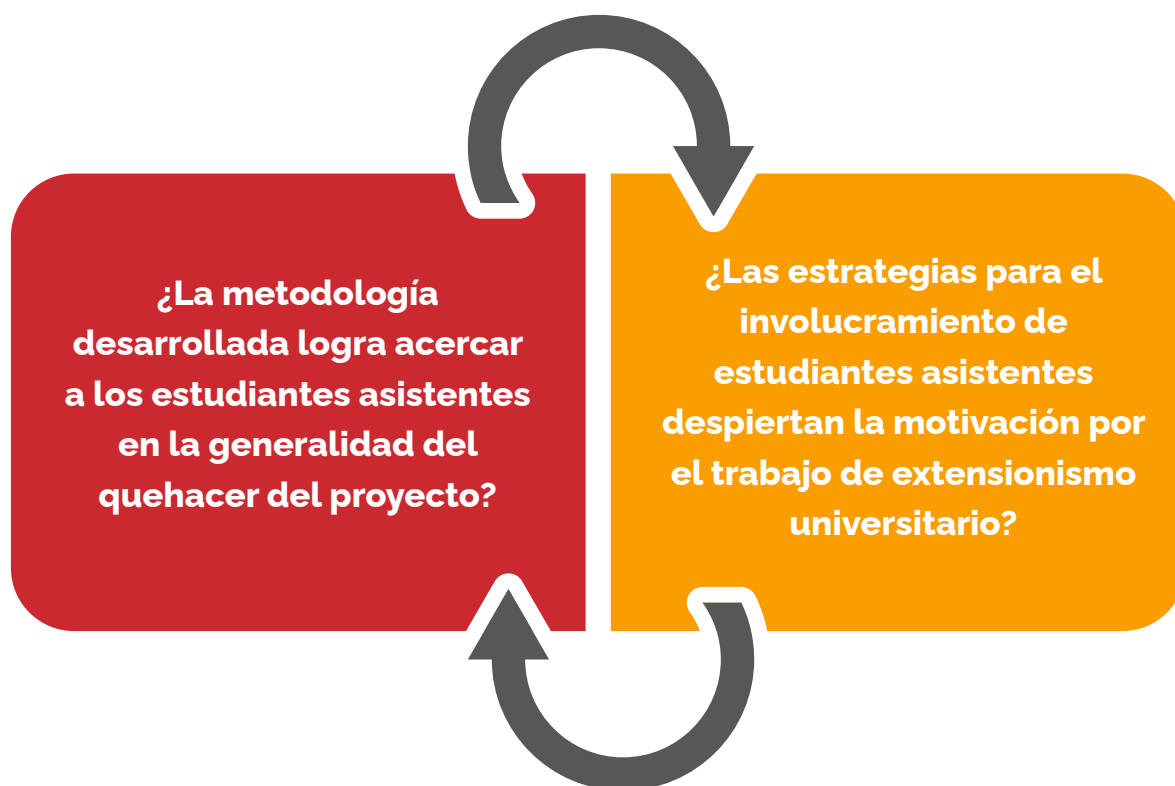 ¿La metodología
desarrollada logra acercar
a los estudiantes asistentes
en la generalidad del
quehacer del proyecto?
¿Las estrategias para el
involucramiento de
estudiantes asistentes
despiertan la motivación por
el trabajo de extensionismo
universitario?